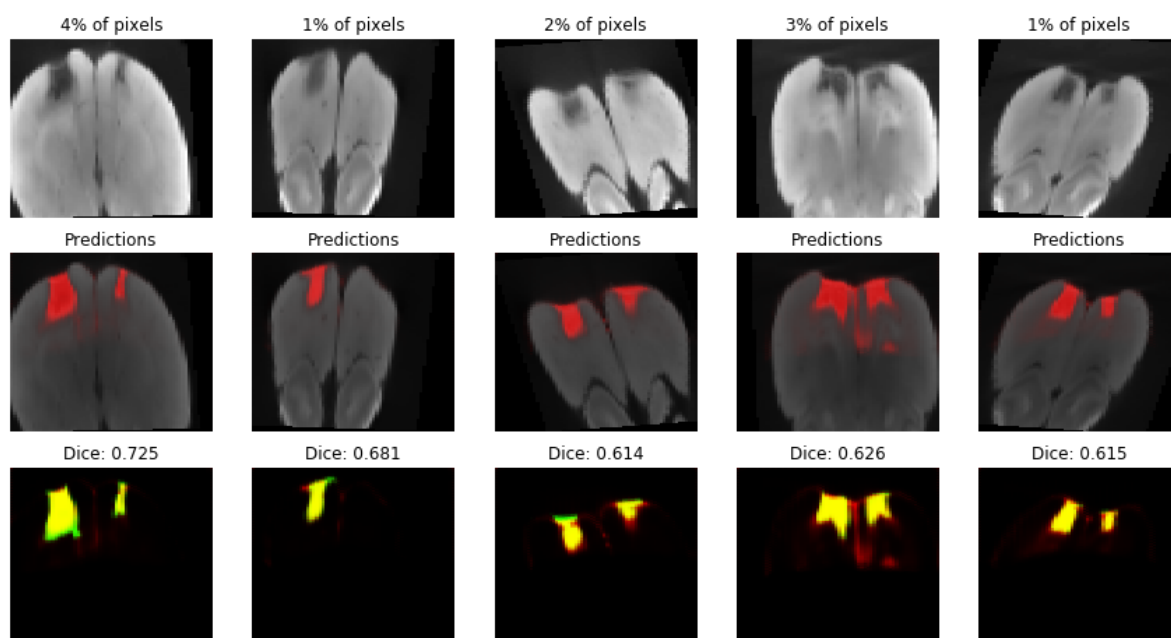 4% of pixels
1% of pixels
2% of pixels
3% of pixels
1% of pixels
Predictions
Predictions
Predictions
Predictions
Predictions
Dice: 0.725
Dice: 0.681
Dice: 0.614
Dice: 0.626
Dice: 0.615